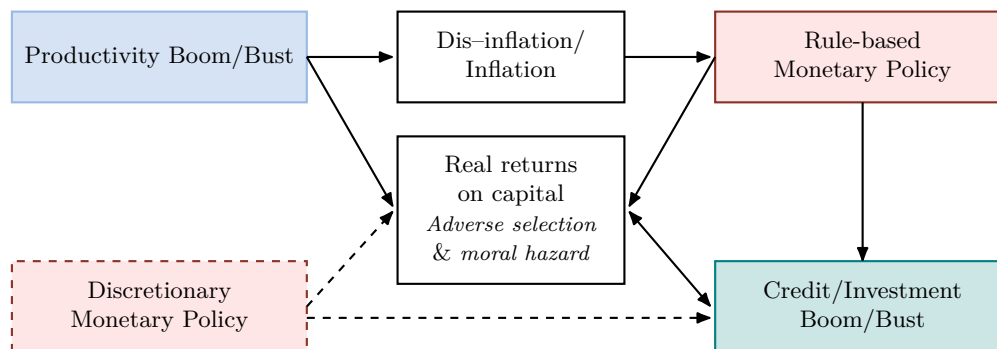 Productivity Boom/Bust
Dis–inflation/
Inflation
Rule-based
Monetary Policy
Real returns
on capital
Adverse selection
& moral hazard
Discretionary
Monetary Policy
Credit/Investment
Boom/Bust